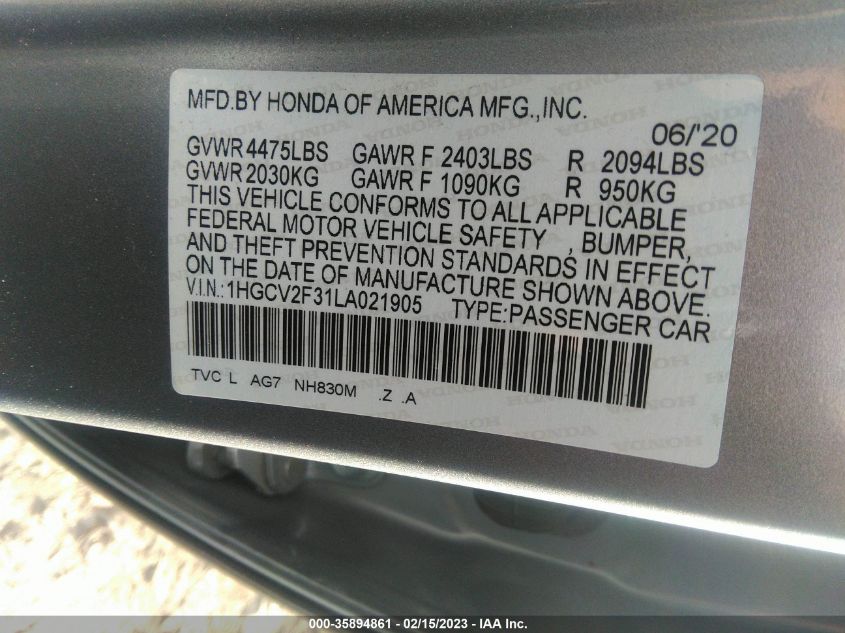 MFD.BY HONDA OF AMERICA MFG.,INC.
06/'20
GVWR 4475LBS GAWR F 2403LBS R 2094LBS
GVWR 2030KG GAWR F 1090KG R 950KG
THIS VEHICLE CONFORMS TO ALL APPLICABLE
FEDERAL MOTOR VEHICLE SAFETY , BUMPER,
AND THEFT PREVENTION STANDARDS IN EFFECT
ON THE DATE OF MANUFACTURE SHOWN ABOVE.
V.I.N.:1HGCV2F31LA021905 TYPE:PASSENGER CAR
TVC L AG7 NH830M .Z .A
00-35894861 - 02/15/2023 - IAA Inc.